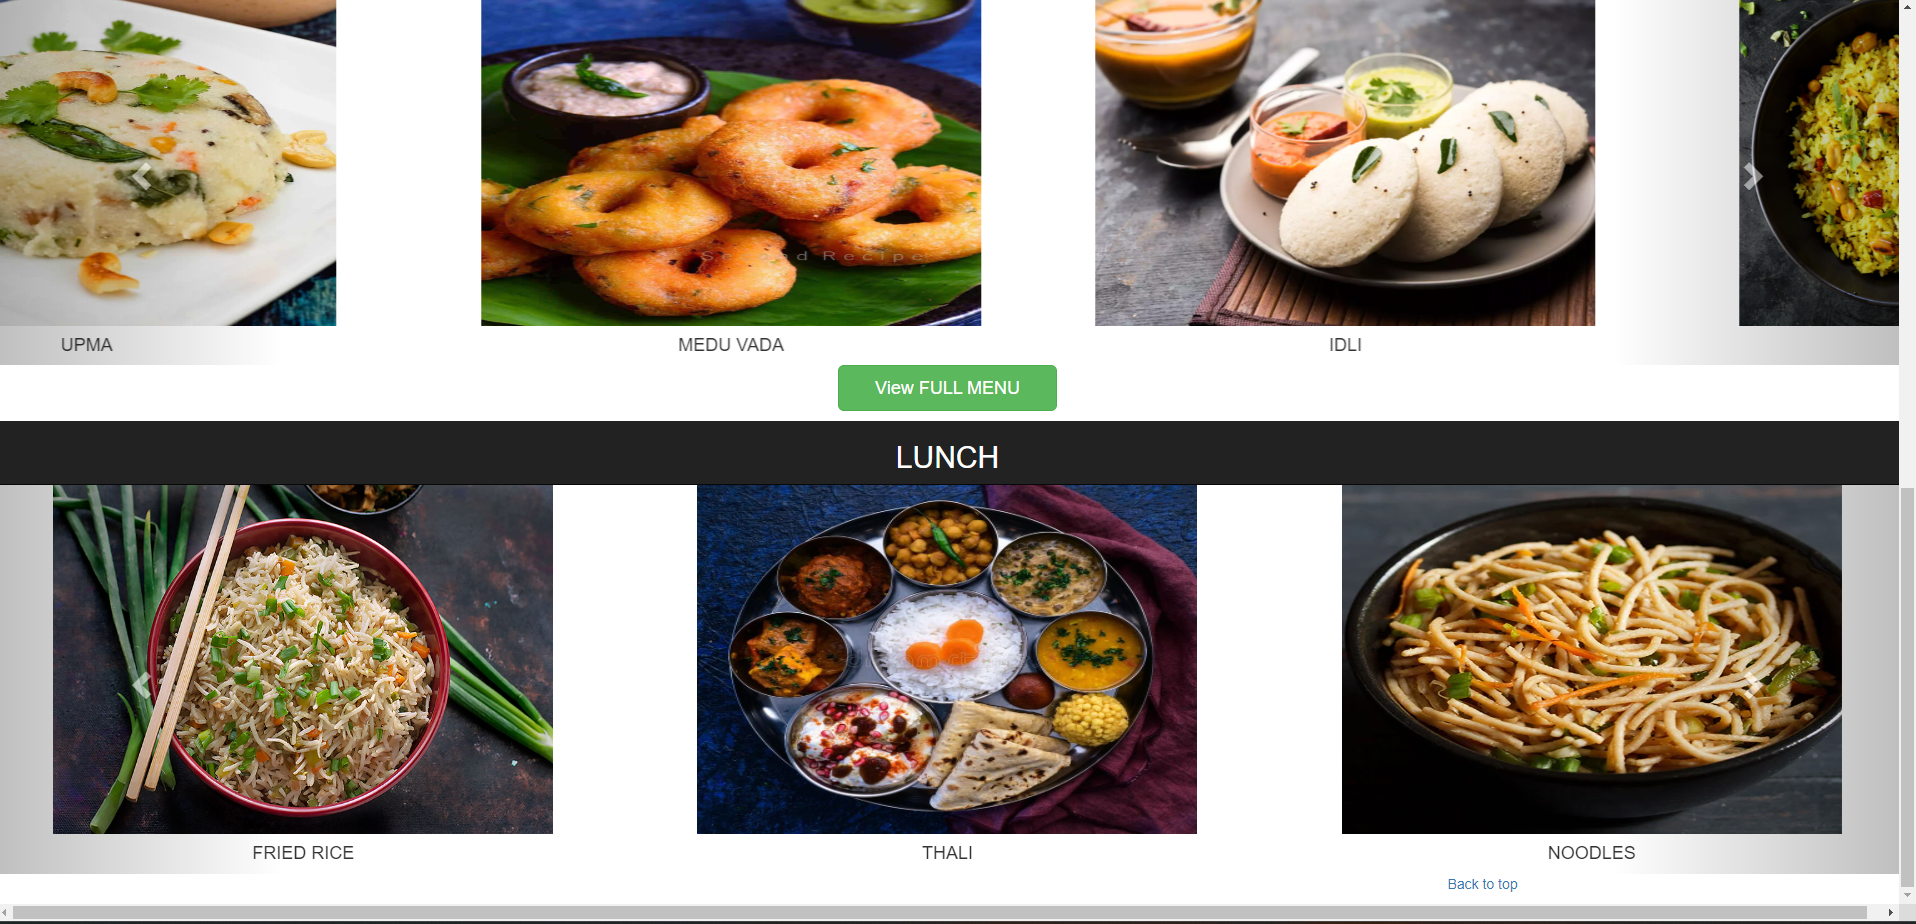 UPMA
MEDU VADA
IDLI
View FULL MENU
LUNCH
FRIED RICE
THALI
NOODLES
Back to top